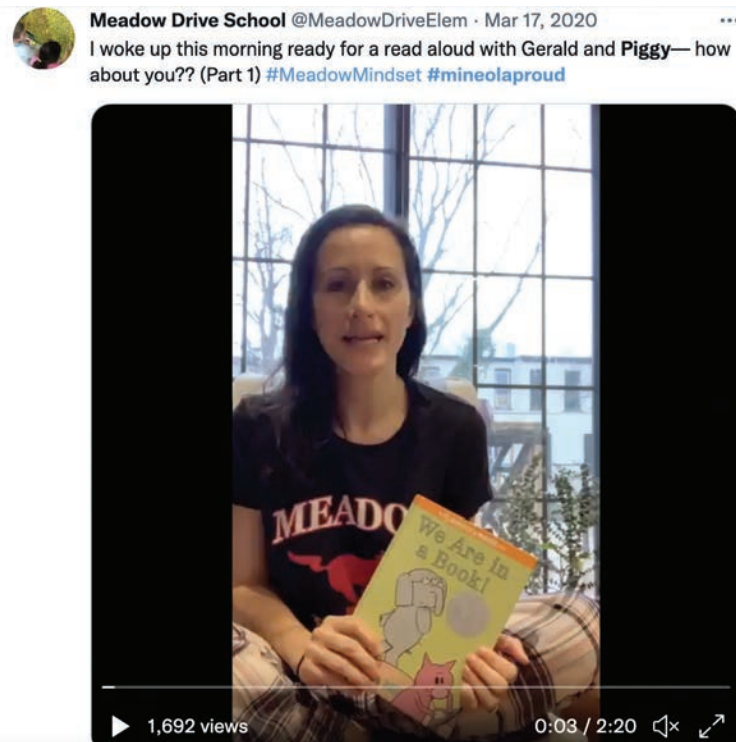 Meadow Drive School @MeadowDriveElem · Mar 17, 2020
I woke up this morning ready for a read aloud with Gerald and Piggy— how
about you?? (Part 1) #MeadowMindset #mineolaproud
MEADO
We Are in
a Book!
1,692 views
0:03 / 2:20